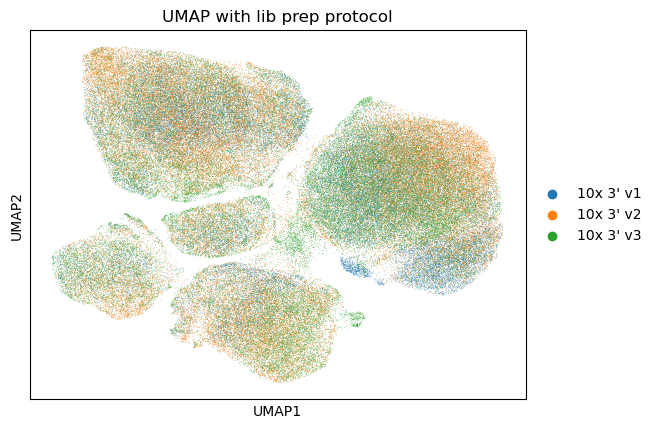 UMAP with lib prep protocol
UMAP2
10x 3' v1
10x 3' v2
10x 3' v3
UMAP1